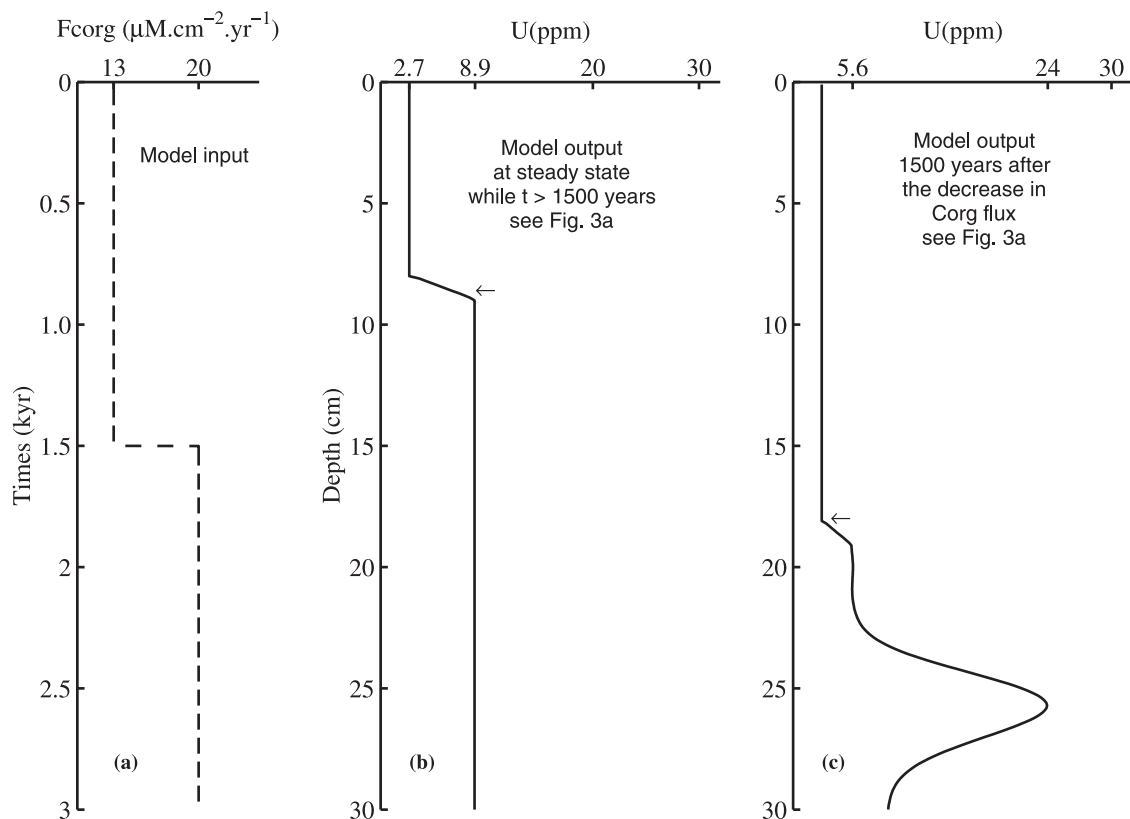 Fcorg (μM.cm⁻².yr⁻¹)
13 20
0
0.5
1.0
1.5
2
2.5
3
Times (kyr)
Model input
(a)
U(ppm)
2.7 8.9 20 30
0
5
10
15
20
25
30
Depth (cm)
Model output
at steady state
while t > 1500 years
see Fig. 3a
←
(b)
U(ppm)
5.6 24 30
0
5
10
15
20
25
30
Model output
1500 years after
the decrease in
Corg flux
see Fig. 3a
←
(c)